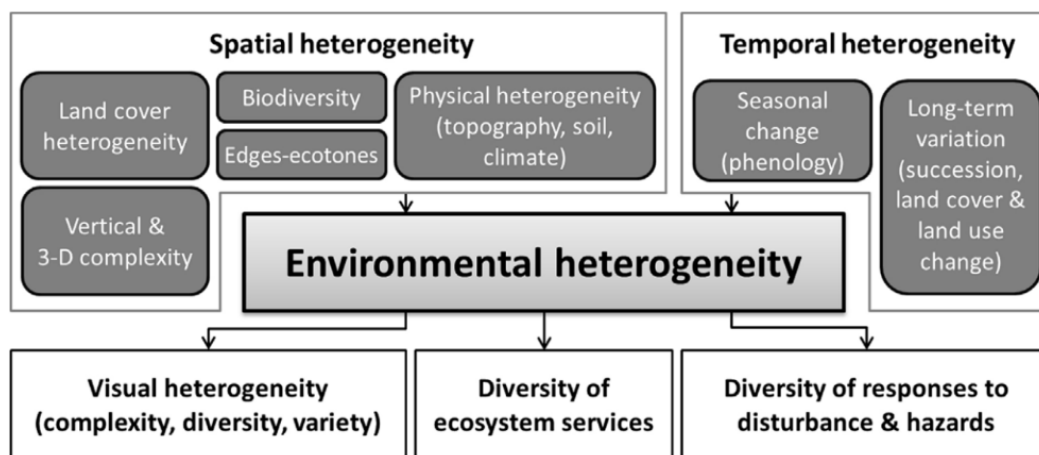 Spatial heterogeneity
Land cover
heterogeneity
Biodiversity
Edges-ecotones
Physical heterogeneity
(topography, soil,
climate)
Vertical &
3-D complexity
Temporal heterogeneity
Seasonal
change
(phenology)
Long-term
variation
(succession,
land cover &
land use
change)
Environmental heterogeneity
Visual heterogeneity
(complexity, diversity, variety)
Diversity of
ecosystem services
Diversity of responses to
disturbance & hazards